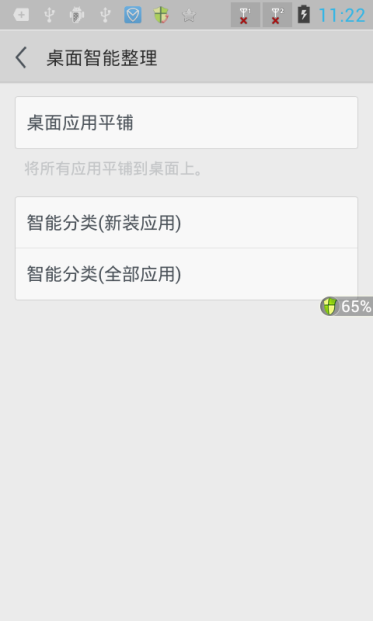 11:22
桌面智能整理
桌面应用平铺
将所有应用平铺到桌面上。
智能分类(新装应用)
智能分类(全部应用)
65%